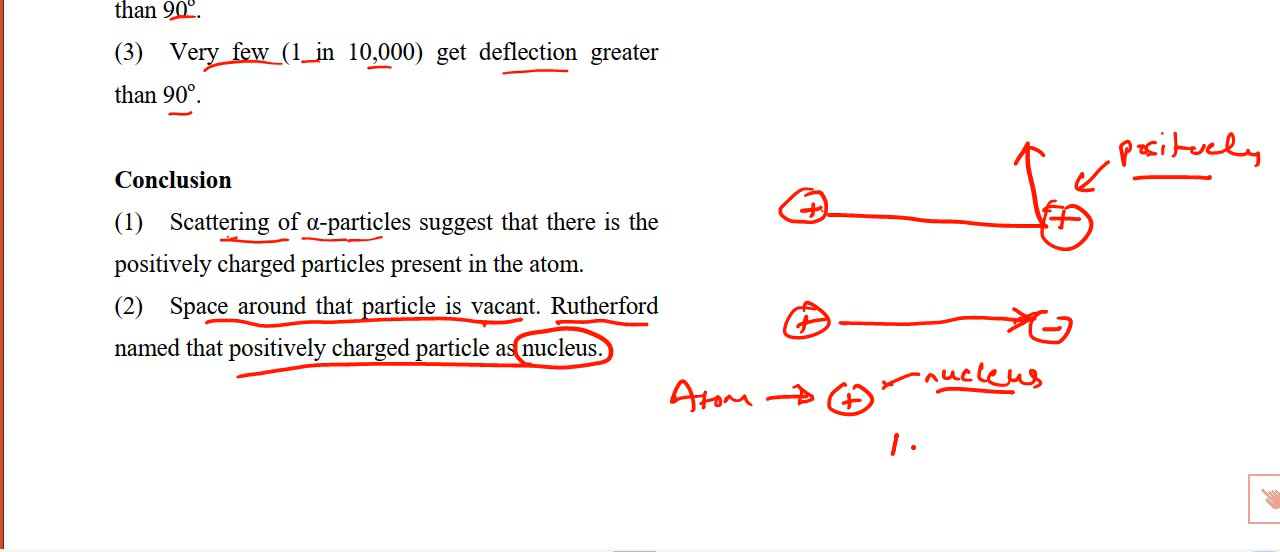 than 90º.
(3) Very few (1 in 10,000) get deflection greater
than 90º.
Conclusion
(1) Scattering of α-particles suggest that there is the
positively charged particles present in the atom.
(2) Space around that particle is vacant. Rutherford
named that positively charged particle as nucleus.
positively
+ +
+ -
nucleus
Atom → +
1.